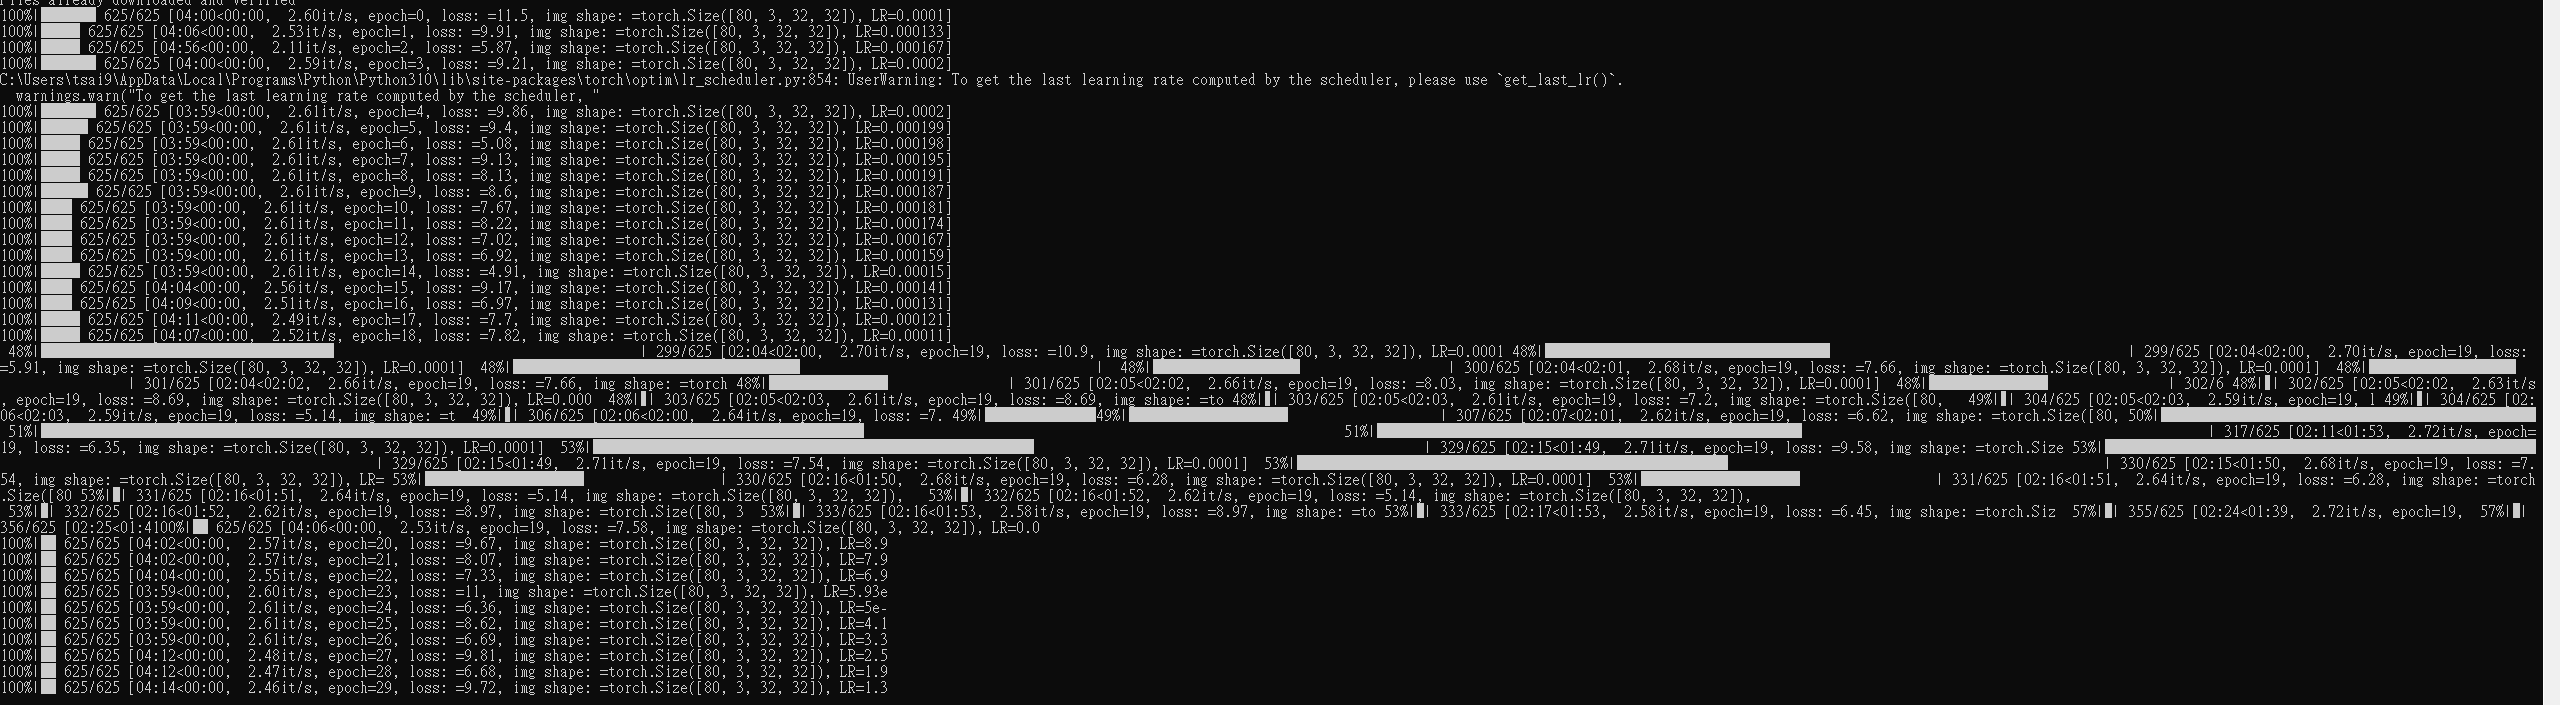 Files already downloaded and verified
100%| 625/625 [04:00<00:00, 2.60it/s, epoch=0, loss: =11.5, img shape: =torch.Size([80, 3, 32, 32]), LR=0.0001]
100%| 625/625 [04:06<00:00, 2.53it/s, epoch=1, loss: =9.91, img shape: =torch.Size([80, 3, 32, 32]), LR=0.000133]
100%| 625/625 [04:56<00:00, 2.11it/s, epoch=2, loss: =5.87, img shape: =torch.Size([80, 3, 32, 32]), LR=0.000167]
100%| 625/625 [04:00<00:00, 2.59it/s, epoch=3, loss: =9.21, img shape: =torch.Size([80, 3, 32, 32]), LR=0.0002]
C:\Users\tsai9\AppData\Local\Programs\Python\Python310\lib\site-packages\torch\optim\lr_scheduler.py:854: UserWarning: To get the last learning rate computed by the scheduler, please use `get_last_lr()`.
warnings.warn("To get the last learning rate computed by the scheduler, "
100%| 625/625 [03:59<00:00, 2.61it/s, epoch=4, loss: =9.86, img shape: =torch.Size([80, 3, 32, 32]), LR=0.0002]
100%| 625/625 [03:59<00:00, 2.61it/s, epoch=5, loss: =9.4, img shape: =torch.Size([80, 3, 32, 32]), LR=0.000199]
100%| 625/625 [03:59<00:00, 2.61it/s, epoch=6, loss: =5.08, img shape: =torch.Size([80, 3, 32, 32]), LR=0.000198]
100%| 625/625 [03:59<00:00, 2.61it/s, epoch=7, loss: =9.13, img shape: =torch.Size([80, 3, 32, 32]), LR=0.000195]
100%| 625/625 [03:59<00:00, 2.61it/s, epoch=8, loss: =8.13, img shape: =torch.Size([80, 3, 32, 32]), LR=0.000191]
100%| 625/625 [03:59<00:00, 2.61it/s, epoch=9, loss: =8.6, img shape: =torch.Size([80, 3, 32, 32]), LR=0.000187]
100%| 625/625 [03:59<00:00, 2.61it/s, epoch=10, loss: =7.67, img shape: =torch.Size([80, 3, 32, 32]), LR=0.000181]
100%| 625/625 [03:59<00:00, 2.61it/s, epoch=11, loss: =8.22, img shape: =torch.Size([80, 3, 32, 32]), LR=0.000174]
100%| 625/625 [03:59<00:00, 2.61it/s, epoch=12, loss: =7.02, img shape: =torch.Size([80, 3, 32, 32]), LR=0.000167]
100%| 625/625 [03:59<00:00, 2.61it/s, epoch=13, loss: =6.92, img shape: =torch.Size([80, 3, 32, 32]), LR=0.000159]
100%| 625/625 [03:59<00:00, 2.61it/s, epoch=14, loss: =4.91, img shape: =torch.Size([80, 3, 32, 32]), LR=0.00015]
100%| 625/625 [04:04<00:00, 2.56it/s, epoch=15, loss: =9.17, img shape: =torch.Size([80, 3, 32, 32]), LR=0.000141]
100%| 625/625 [04:09<00:00, 2.51it/s, epoch=16, loss: =6.97, img shape: =torch.Size([80, 3, 32, 32]), LR=0.000131]
100%| 625/625 [04:11<00:00, 2.49it/s, epoch=17, loss: =7.7, img shape: =torch.Size([80, 3, 32, 32]), LR=0.000121]
100%| 625/625 [04:07<00:00, 2.52it/s, epoch=18, loss: =7.82, img shape: =torch.Size([80, 3, 32, 32]), LR=0.00011]
48%| | 299/625 [02:04<02:00, 2.70it/s, epoch=19, loss: =10.9, img shape: =torch.Size([80, 3, 32, 32]), LR=0.0001 48%| | 299/625 [02:04<02:00, 2.70it/s, epoch=19, loss:
=5.91, img shape: =torch.Size([80, 3, 32, 32]), LR=0.0001] 48%| | 48%| | 300/625 [02:04<02:01, 2.68it/s, epoch=19, loss: =7.66, img shape: =torch.Size([80, 3, 32, 32]), LR=0.0001] 48%|
| 301/625 [02:04<02:02, 2.66it/s, epoch=19, loss: =7.66, img shape: =torch 48%| | 301/625 [02:05<02:02, 2.66it/s, epoch=19, loss: =8.03, img shape: =torch.Size([80, 3, 32, 32]), LR=0.0001] 48%| | 302/6 48%| | 302/625 [02:05<02:02, 2.63it/s
, epoch=19, loss: =8.69, img shape: =torch.Size([80, 3, 32, 32]), LR=0.000 48%| | 303/625 [02:05<02:03, 2.61it/s, epoch=19, loss: =8.69, img shape: =to 48%| | 303/625 [02:05<02:03, 2.61it/s, epoch=19, loss: =7.2, img shape: =torch.Size([80, 49%| | 304/625 [02:05<02:03, 2.59it/s, epoch=19, l 49%| | 304/625 [02:
06<02:03, 2.59it/s, epoch=19, loss: =5.14, img shape: =t 49%| | 306/625 [02:06<02:00, 2.64it/s, epoch=19, loss: =7. 49%| 49%| | 307/625 [02:07<02:01, 2.62it/s, epoch=19, loss: =6.62, img shape: =torch.Size([80, 50%|
51%| 51%| | 317/625 [02:11<01:53, 2.72it/s, epoch=
19, loss: =6.35, img shape: =torch.Size([80, 3, 32, 32]), LR=0.0001] 53%| | 329/625 [02:15<01:49, 2.71it/s, epoch=19, loss: =9.58, img shape: =torch.Size 53%|
| 329/625 [02:15<01:49, 2.71it/s, epoch=19, loss: =7.54, img shape: =torch.Size([80, 3, 32, 32]), LR=0.0001] 53%| | 330/625 [02:15<01:50, 2.68it/s, epoch=19, loss: =7.
54, img shape: =torch.Size([80, 3, 32, 32]), LR= 53%| | 330/625 [02:16<01:50, 2.68it/s, epoch=19, loss: =6.28, img shape: =torch.Size([80, 3, 32, 32]), LR=0.0001] 53%| | 331/625 [02:16<01:51, 2.64it/s, epoch=19, loss: =6.28, img shape: =torch
.Size([80 53%| | 331/625 [02:16<01:51, 2.64it/s, epoch=19, loss: =5.14, img shape: =torch.Size([80, 3, 32, 32]), 53%| | 332/625 [02:16<01:52, 2.62it/s, epoch=19, loss: =5.14, img shape: =torch.Size([80, 3, 32, 32]),
53%| | 332/625 [02:16<01:52, 2.62it/s, epoch=19, loss: =8.97, img shape: =torch.Size([80, 3 53%| | 333/625 [02:16<01:53, 2.58it/s, epoch=19, loss: =8.97, img shape: =to 53%| | 333/625 [02:17<01:53, 2.58it/s, epoch=19, loss: =6.45, img shape: =torch.Siz 57%| | 355/625 [02:24<01:39, 2.72it/s, epoch=19, 57%| |
356/625 [02:25<01:4100%| 625/625 [04:06<00:00, 2.53it/s, epoch=19, loss: =7.58, img shape: =torch.Size([80, 3, 32, 32]), LR=0.0
100%| 625/625 [04:02<00:00, 2.57it/s, epoch=20, loss: =9.67, img shape: =torch.Size([80, 3, 32, 32]), LR=8.9
100%| 625/625 [04:02<00:00, 2.57it/s, epoch=21, loss: =8.07, img shape: =torch.Size([80, 3, 32, 32]), LR=7.9
100%| 625/625 [04:04<00:00, 2.55it/s, epoch=22, loss: =7.33, img shape: =torch.Size([80, 3, 32, 32]), LR=6.9
100%| 625/625 [03:59<00:00, 2.60it/s, epoch=23, loss: =11, img shape: =torch.Size([80, 3, 32, 32]), LR=5.93e
100%| 625/625 [03:59<00:00, 2.61it/s, epoch=24, loss: =6.36, img shape: =torch.Size([80, 3, 32, 32]), LR=5e-
100%| 625/625 [03:59<00:00, 2.61it/s, epoch=25, loss: =8.62, img shape: =torch.Size([80, 3, 32, 32]), LR=4.1
100%| 625/625 [03:59<00:00, 2.61it/s, epoch=26, loss: =6.69, img shape: =torch.Size([80, 3, 32, 32]), LR=3.3
100%| 625/625 [04:12<00:00, 2.48it/s, epoch=27, loss: =9.81, img shape: =torch.Size([80, 3, 32, 32]), LR=2.5
100%| 625/625 [04:12<00:00, 2.47it/s, epoch=28, loss: =6.68, img shape: =torch.Size([80, 3, 32, 32]), LR=1.9
100%| 625/625 [04:14<00:00, 2.46it/s, epoch=29, loss: =9.72, img shape: =torch.Size([80, 3, 32, 32]), LR=1.3